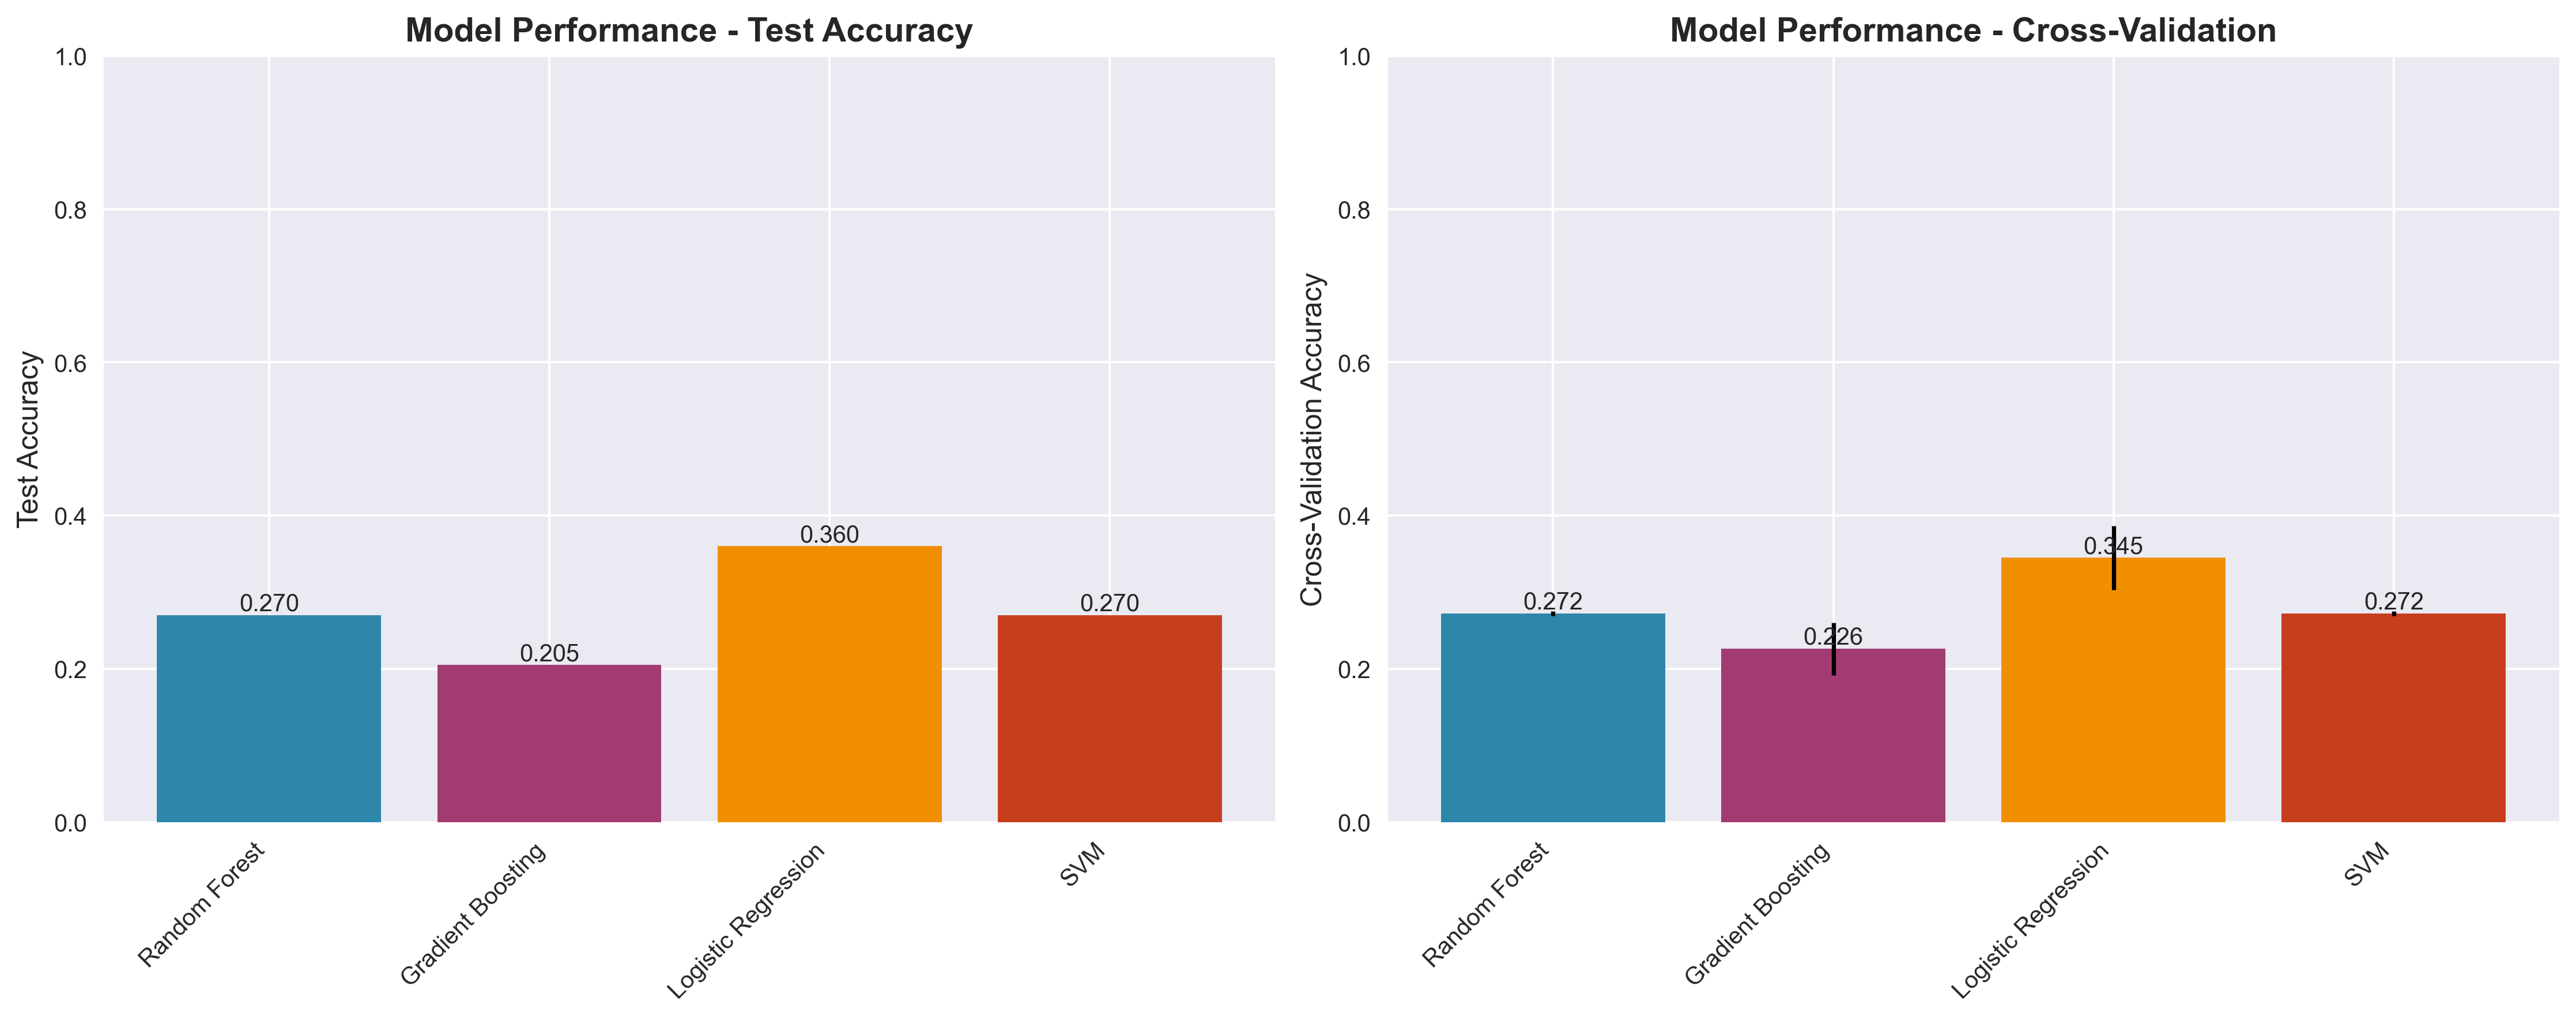 Model Performance - Test Accuracy
Test Accuracy
1.0
0.8
0.6
0.4
0.2
0.0
0.270
0.205
0.360
0.270
Random Forest
Gradient Boosting
Logistic Regression
SVM
Model Performance - Cross-Validation
Cross-Validation Accuracy
1.0
0.8
0.6
0.4
0.2
0.0
0.272
0.226
0.345
0.272
Random Forest
Gradient Boosting
Logistic Regression
SVM